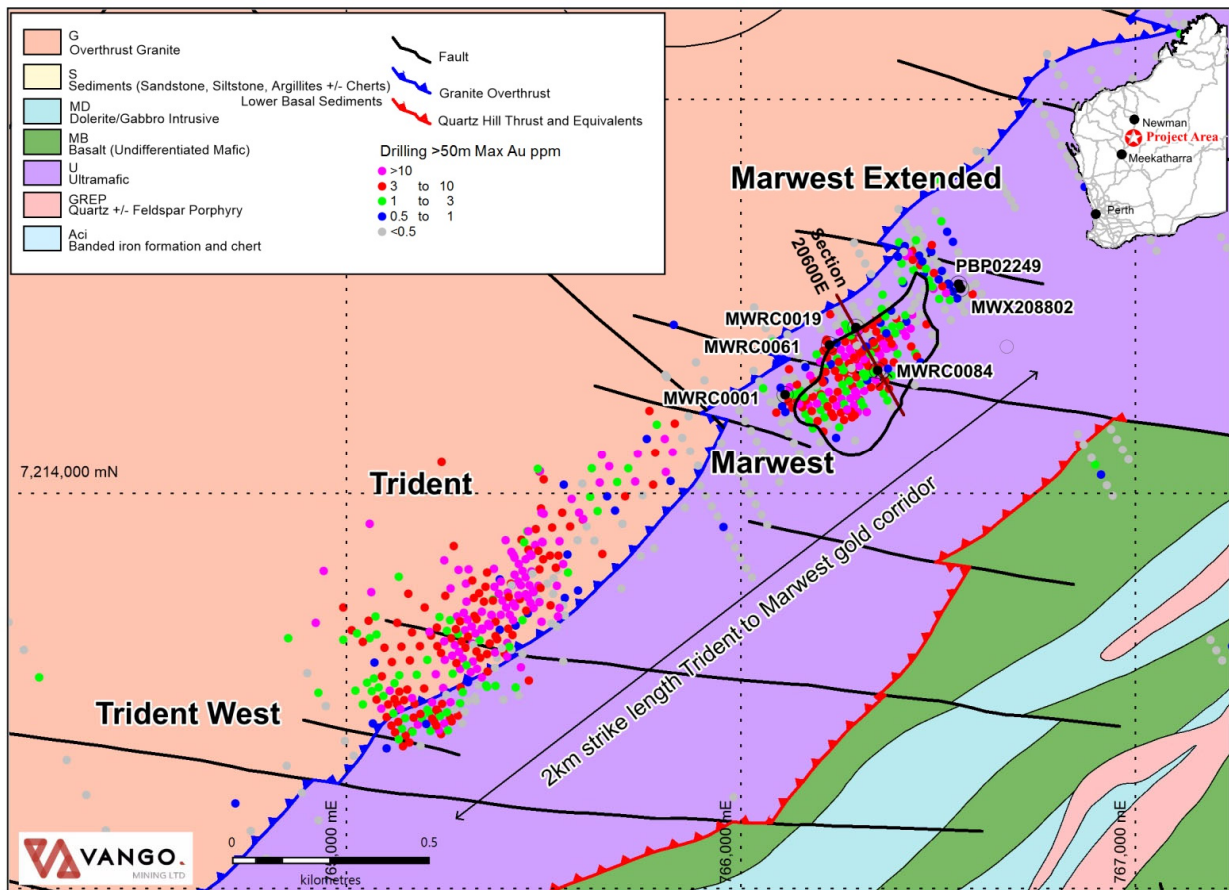 G
Overthrust Granite
S
Sediments (Sandstone, Siltstone, Argillites +/- Cherts)
Lower Basal Sediments
MD
Dolerite/Gabbro Intrusive
MB
Basalt (Undifferentiated Mafic)
U
Ultramafic
GREP
Quartz +/- Feldspar Porphyry
Aci
Banded iron formation and chert
Fault
Granite Overthrust
Quartz Hill Thrust and Equivalents
Drilling >50m Max Au ppm
>10
3 to 10
1 to 3
0.5 to 1
<0.5
Newman
Project Area
Meekatharra
Perth
Marwest Extended
Section
20600E
PBP02249
MWX208802
MWRC0019
MWRC0061
MWRC0084
MWRC0001
Marwest
7,214,000 mN
Trident
2km strike length Trident to Marwest gold corridor
Trident West
766,000 mE
767,000 mE
0 0.5
kilometres
VANGO.
MINING LTD